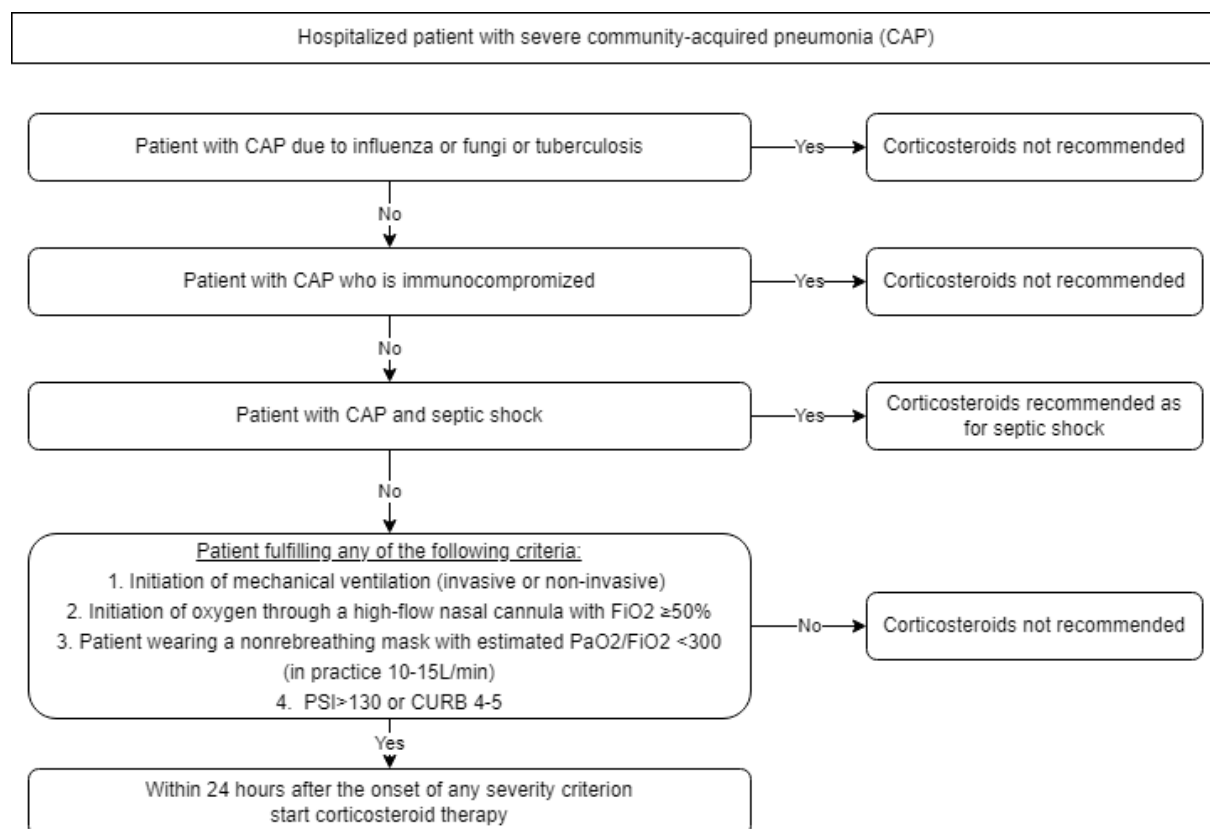 Hospitalized patient with severe community-acquired pneumonia (CAP)
Patient with CAP due to influenza or fungi or tuberculosis
Yes
Corticosteroids not recommended
No
Patient with CAP who is immunocompromized
Yes
Corticosteroids not recommended
No
Patient with CAP and septic shock
Yes
Corticosteroids recommended as
for septic shock
No
Patient fulfilling any of the following criteria:
1. Initiation of mechanical ventilation (invasive or non-invasive)
2. Initiation of oxygen through a high-flow nasal cannula with FiO2 ≥50%
3. Patient wearing a nonrebreathing mask with estimated PaO2/FiO2 <300
(in practice 10-15L/min)
4. PSI>130 or CURB 4-5
No
Corticosteroids not recommended
Yes
Within 24 hours after the onset of any severity criterion
start corticosteroid therapy